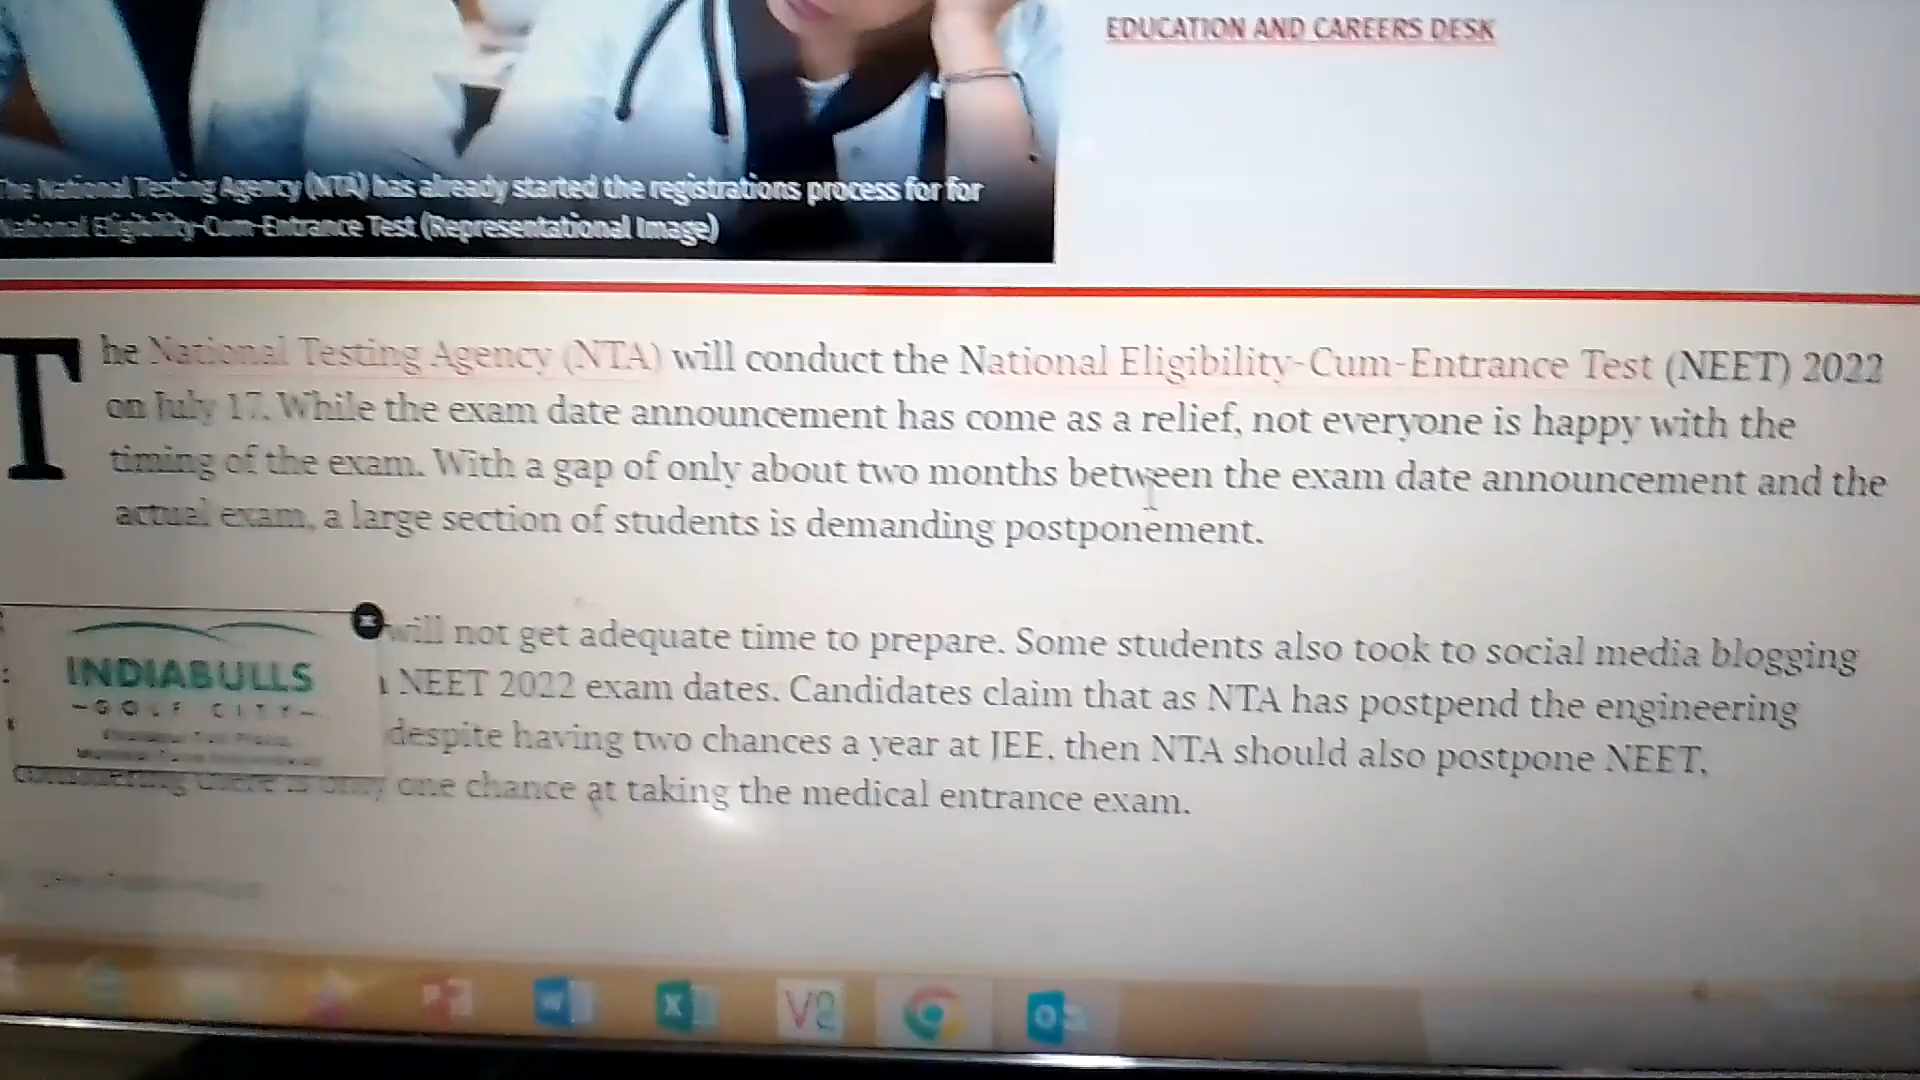 EDUCATION AND CAREERS DESK
The National Testing Agency (NTA) has already started the registrations process for for
National Eligibility-Cum-Entrance Test (Representational Image)
The National Testing Agency (NTA) will conduct the National Eligibility-Cum-Entrance Test (NEET) 2022
on July 17. While the exam date announcement has come as a relief, not everyone is happy with the
timing of the exam. With a gap of only about two months between the exam date announcement and the
actual exam, a large section of students is demanding postponement.
will not get adequate time to prepare. Some students also took to social media blogging
NEET 2022 exam dates. Candidates claim that as NTA has postpend the engineering
despite having two chances a year at JEE, then NTA should also postpone NEET,
considering there is only one chance at taking the medical entrance exam.
INDIABULLS
-GOLF CITY-
V2